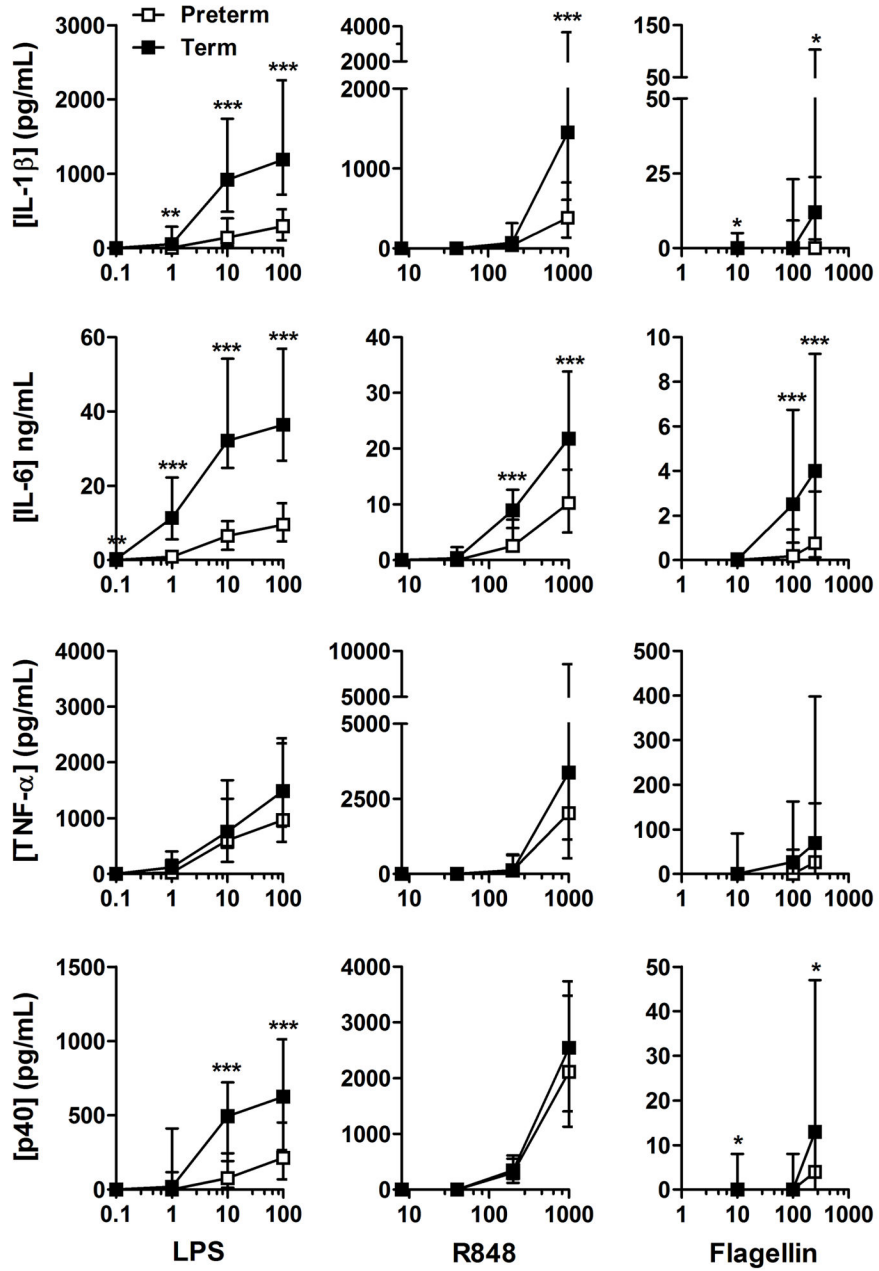 Preterm
Term
[IL-1β] (pg/mL)
3000
2000
1000
0
0.1 1 10 100
** *** ***
4000
2000
2000
1000
0
10 100 1000
***
150
50
50
25
0
1 10 100 1000
* *
[IL-6] ng/mL
60
40
20
0
0.1 1 10 100
** *** *** ***
40
30
20
10
0
10 100 1000
*** ***
10
8
6
4
2
0
1 10 100 1000
*** ***
[TNF-α] (pg/mL)
4000
3000
2000
1000
0
0.1 1 10 100
10000
5000
5000
2500
0
10 100 1000
500
400
300
200
100
0
1 10 100 1000
[p40] (pg/mL)
1500
1000
500
0
0.1 1 10 100
*** ***
LPS
4000
3000
2000
1000
0
10 100 1000
R848
50
40
30
20
10
0
1 10 100 1000
* *
Flagellin